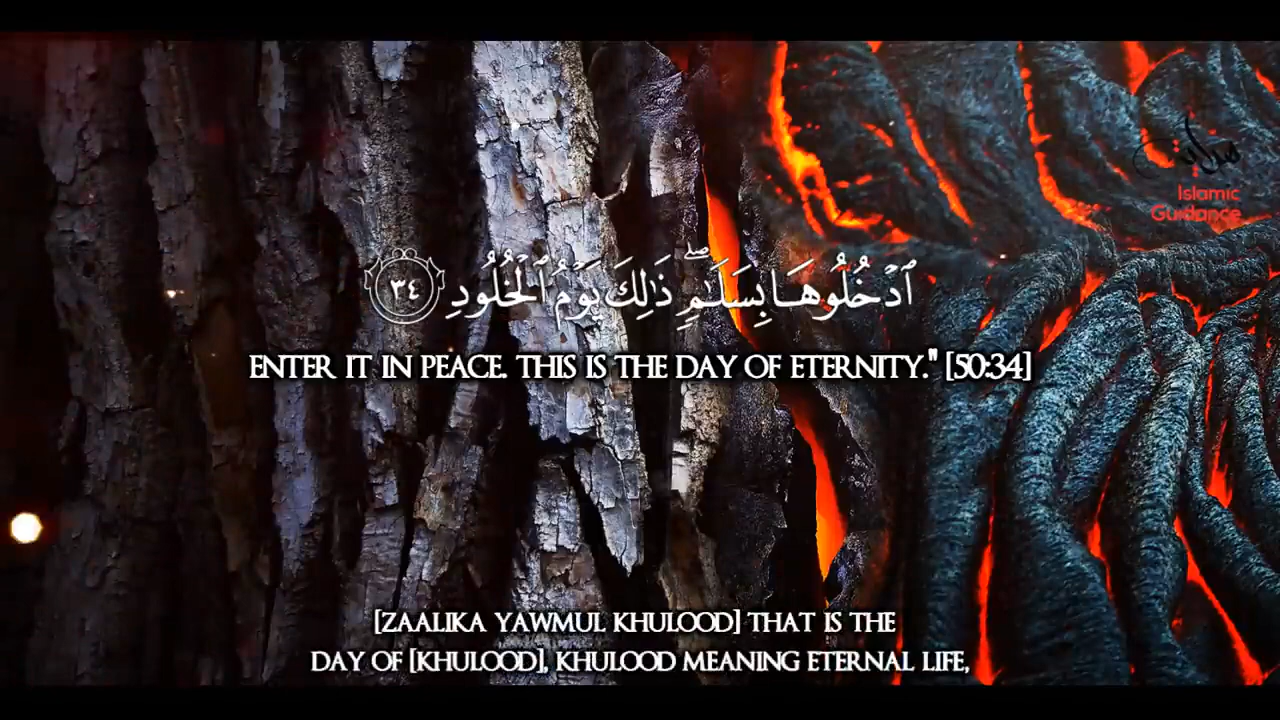 هداية
Islamic
Guidance
ٱدۡخُلُوهَا بِسَلَٰمٖۖ ذَٰلِكَ يَوۡمُ ٱلۡخُلُودِ ٣٤
ENTER IT IN PEACE. THIS IS THE DAY OF ETERNITY." [50:34]
[ZAALIKA YAWMUL KHULOOD] THAT IS THE
DAY OF [KHULOOD], KHULOOD MEANING ETERNAL LIFE,